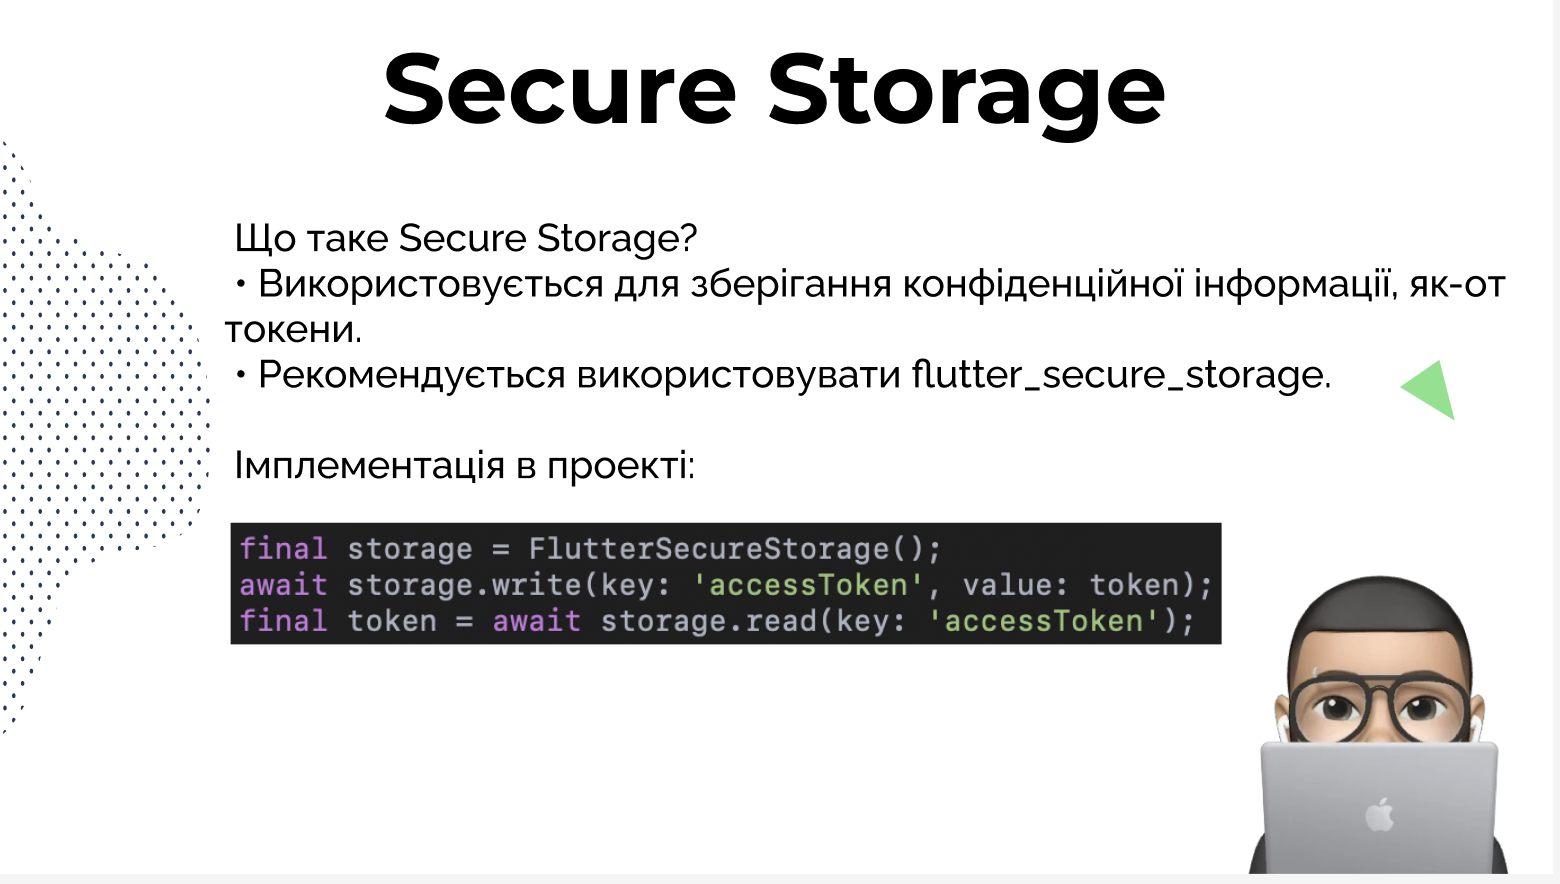 Secure Storage
Що таке Secure Storage?
• Використовується для зберігання конфіденційної інформації, як-от
токени.
• Рекомендується використовувати flutter_secure_storage.
Імплементація в проекті:
final storage = FlutterSecureStorage();
await storage.write(key: 'accessToken', value: token);
final token = await storage.read(key: 'accessToken');